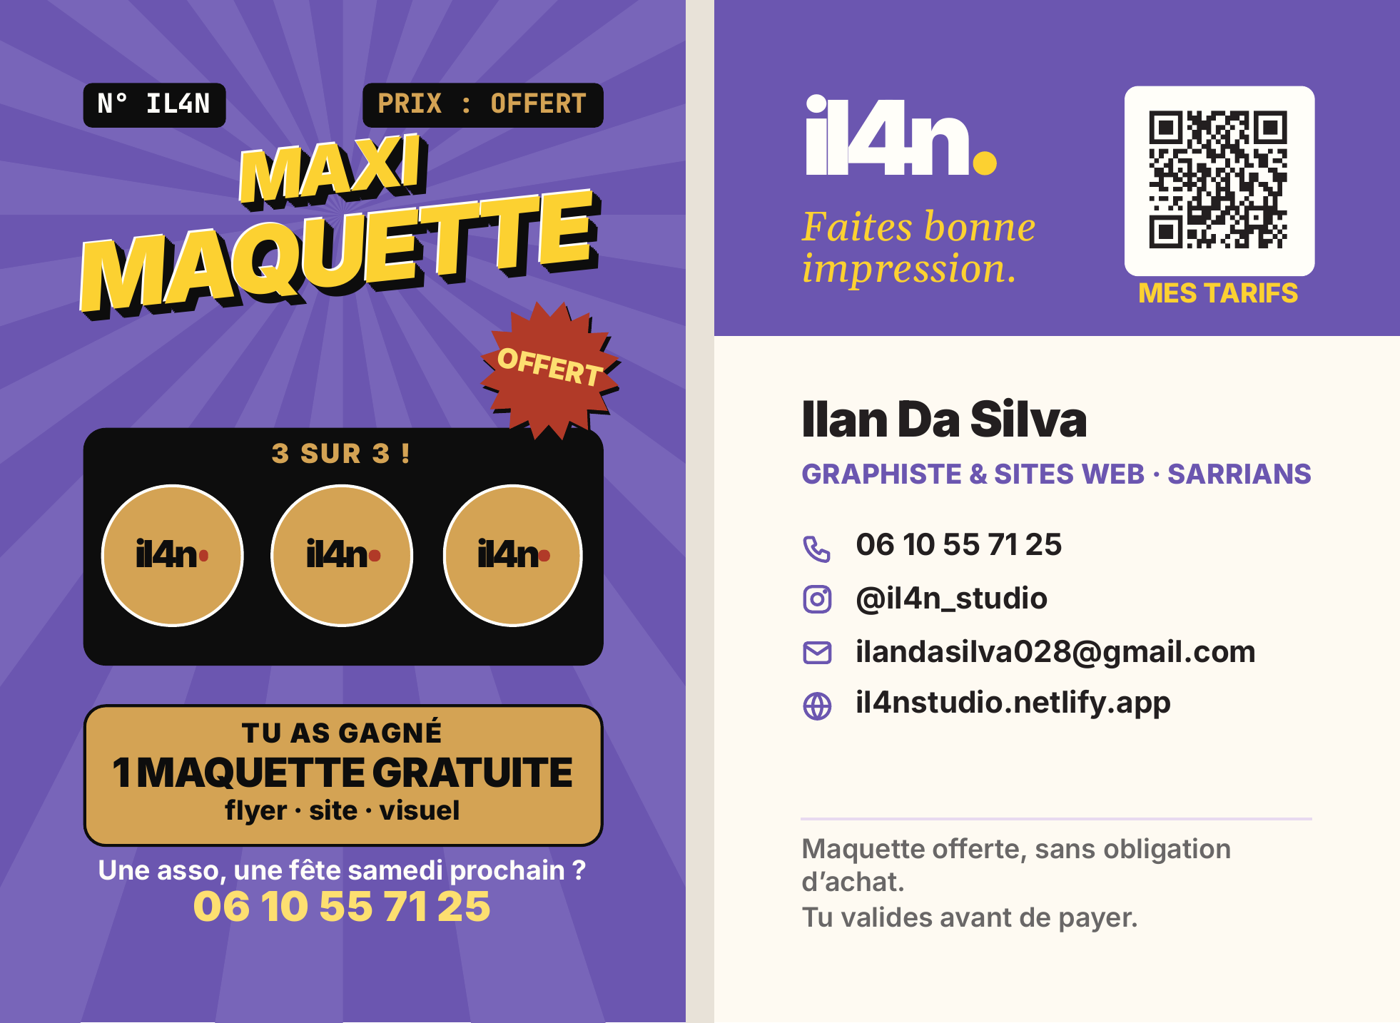 N° IL4N
PRIX : OFFERT
MAXI
MAQUETTE
OFFERT
3 SUR 3 !
il4n.
il4n.
il4n.
TU AS GAGNÉ
1 MAQUETTE GRATUITE
flyer · site · visuel
Une asso, une fête samedi prochain ?
06 10 55 71 25
il4n.
Faites bonne
impression.
MES TARIFS
Ilan Da Silva
GRAPHISTE & SITES WEB · SARRIANS
06 10 55 71 25
@il4n_studio
ilandasilva028@gmail.com
il4nstudio.netlify.app
Maquette offerte, sans obligation
d’achat.
Tu valides avant de payer.